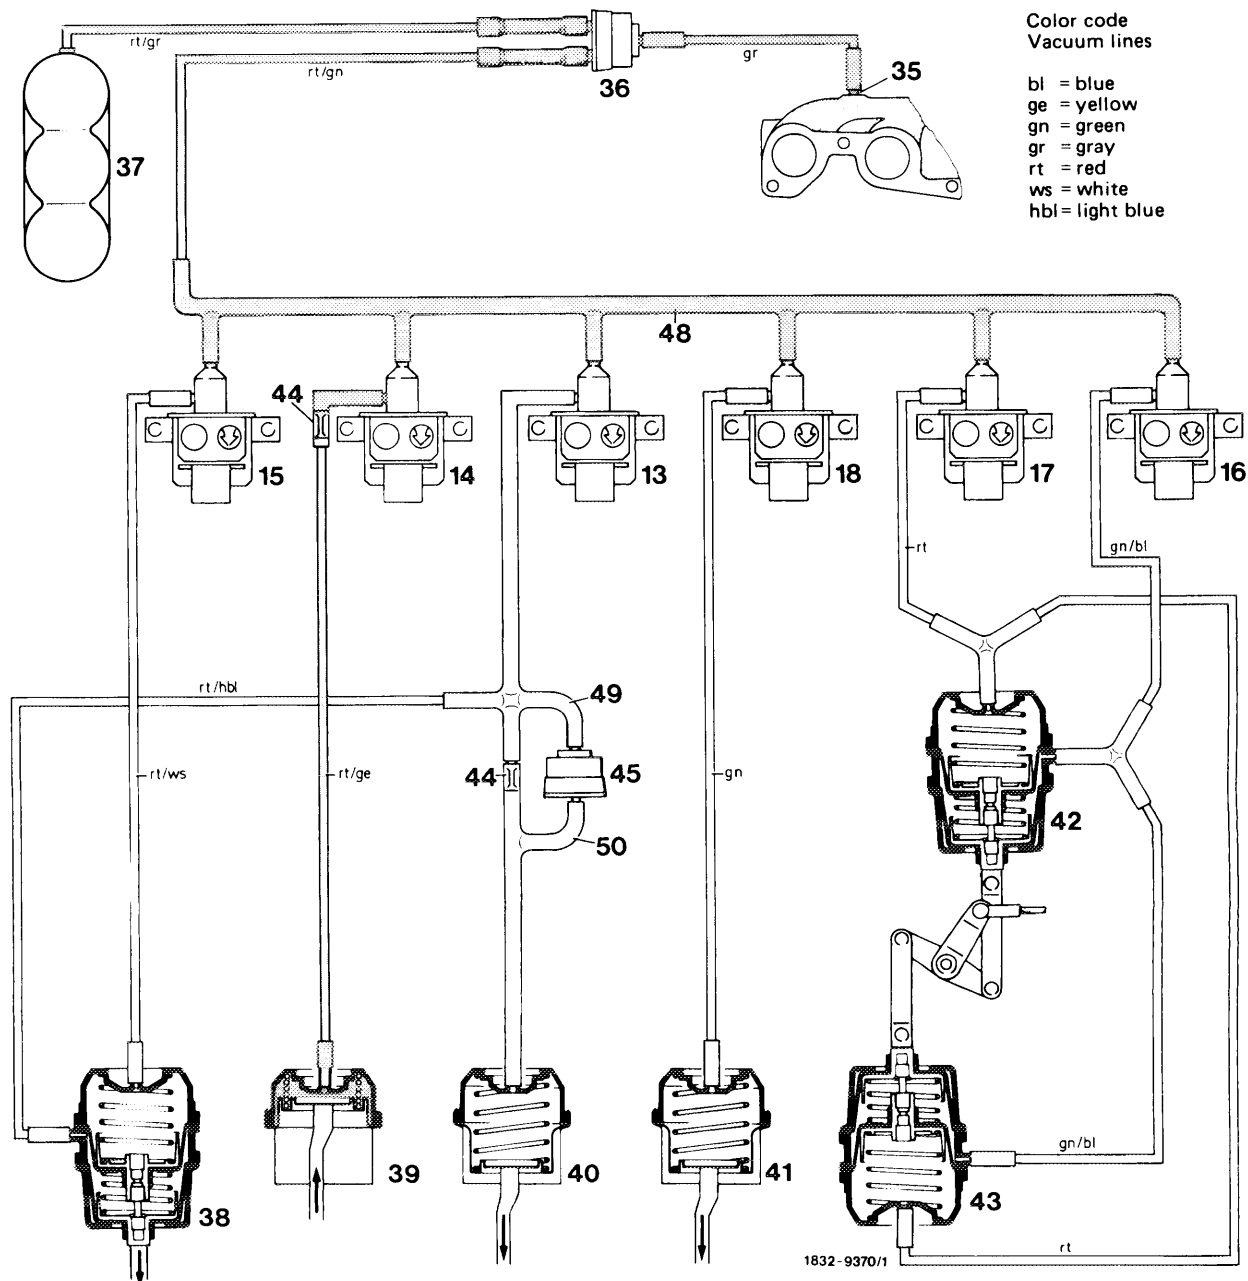 rt/gr
rt/gn
gr
36
35
37
Color code
Vacuum lines
bl = blue
ge = yellow
gn = green
gr = gray
rt = red
ws = white
hbl = light blue
48
44
15
14
13
18
17
16
rt
gn/bl
rt/hbl
49
rt/ws
rt/ge
44
45
gn
50
42
gn/bl
38
39
40
41
43
rt
1832-9370/1